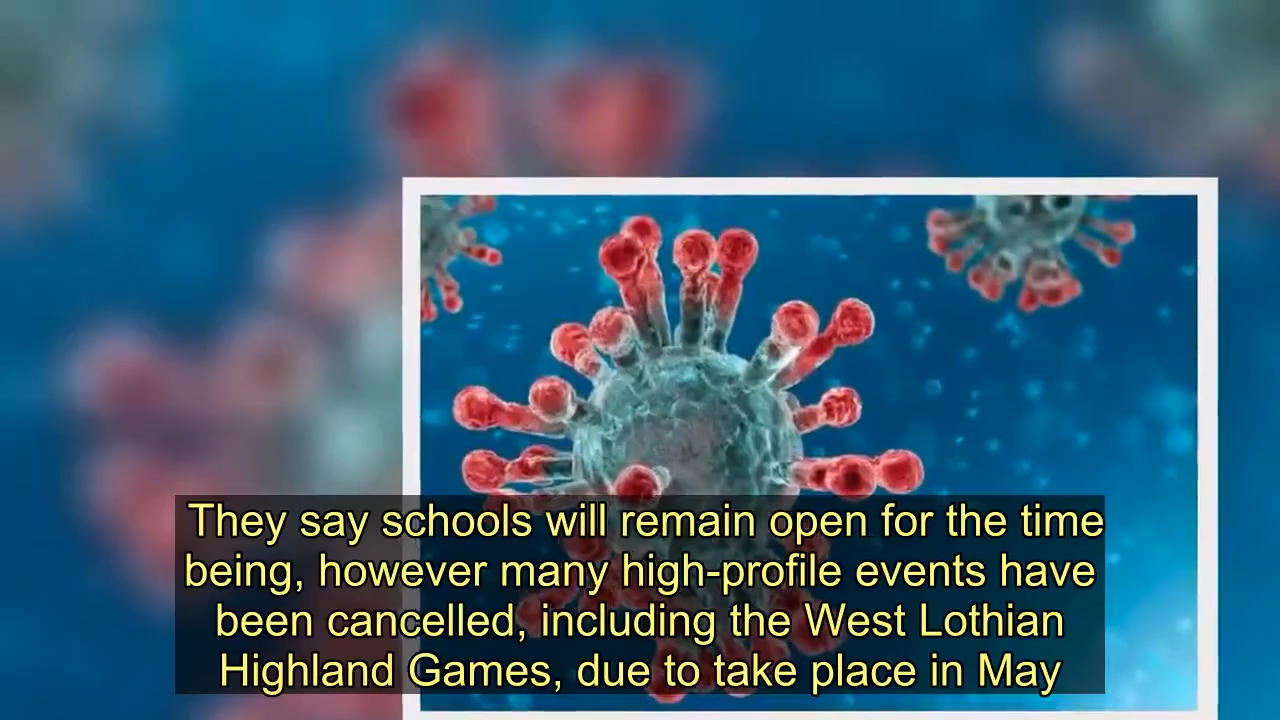 They say schools will remain open for the time
being, however many high-profile events have
been cancelled, including the West Lothian
Highland Games, due to take place in May